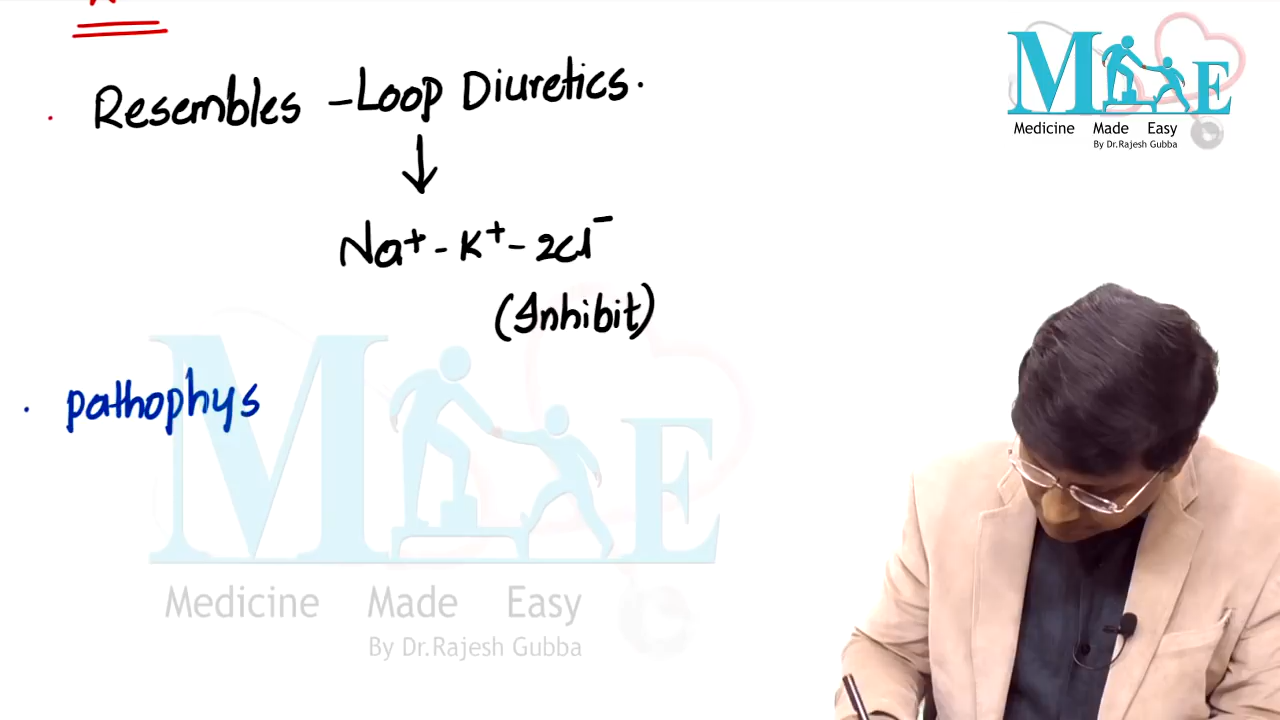 . Resembles - Loop Diuretics.
↓
Na⁺ - K⁺ - 2Cl⁻
(Inhibit)
. pathophys
M E
Medicine Made Easy
By Dr.Rajesh Gubba
M E
Medicine Made Easy
By Dr.Rajesh Gubba